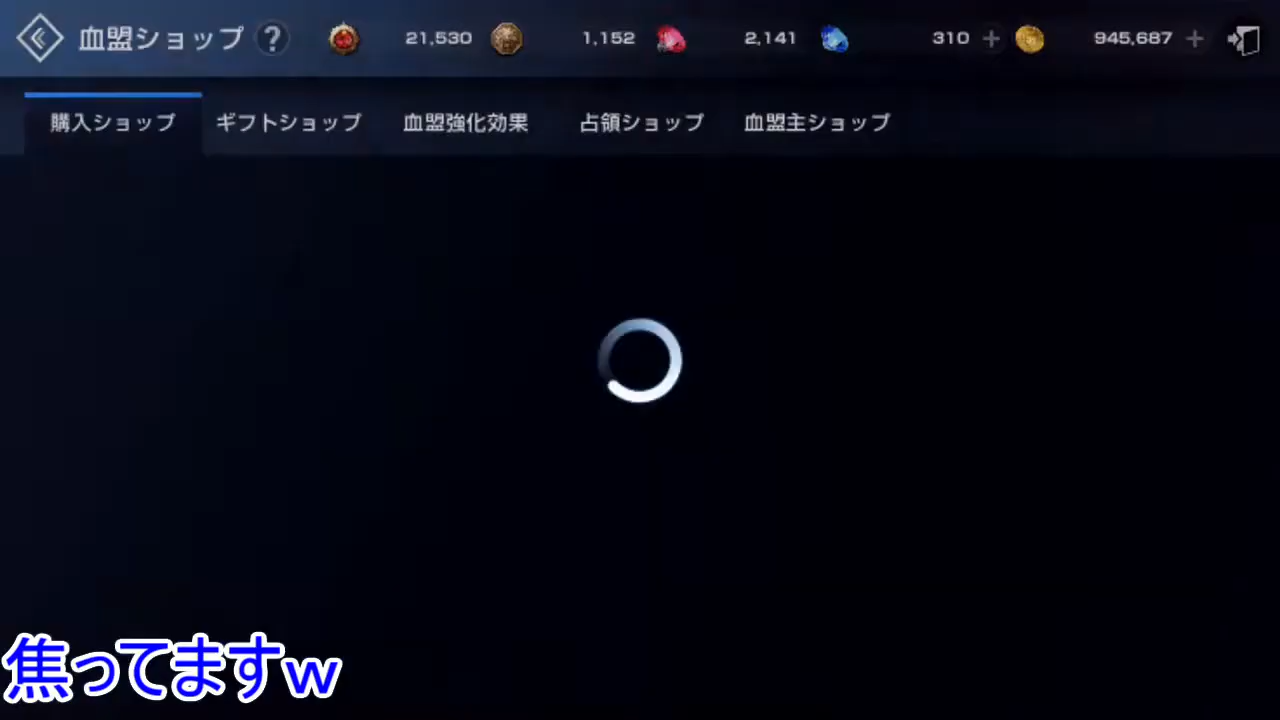 血盟ショップ ? 21,530 1,152 2,141 310 + 945,687 +
購入ショップ ギフトショップ 血盟強化効果 占領ショップ 血盟主ショップ
焦ってますw